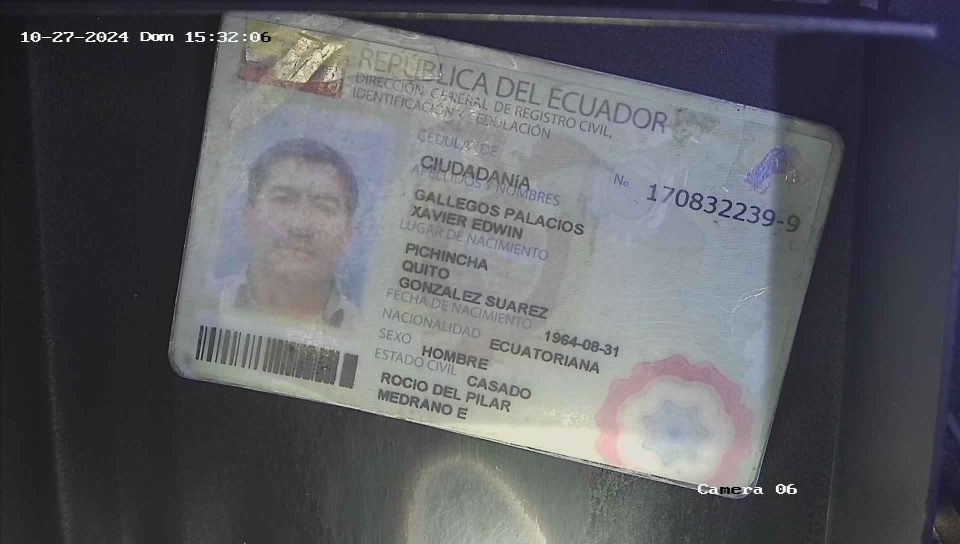 10-27-2024 Dom 15:32:06
REPÚBLICA DEL ECUADOR
DIRECCIÓN GENERAL DE REGISTRO CIVIL,
IDENTIFICACIÓN Y CEDULACIÓN
CÉDULA DE
CIUDADANÍA
No. 170832239-9
APELLIDOS Y NOMBRES
GALLEGOS PALACIOS
XAVIER EDWIN
LUGAR DE NACIMIENTO
PICHINCHA
QUITO
GONZALEZ SUAREZ
FECHA DE NACIMIENTO 1964-08-31
NACIONALIDAD ECUATORIANA
SEXO HOMBRE
ESTADO CIVIL CASADO
ROCIO DEL PILAR
MEDRANO E
Camera 06